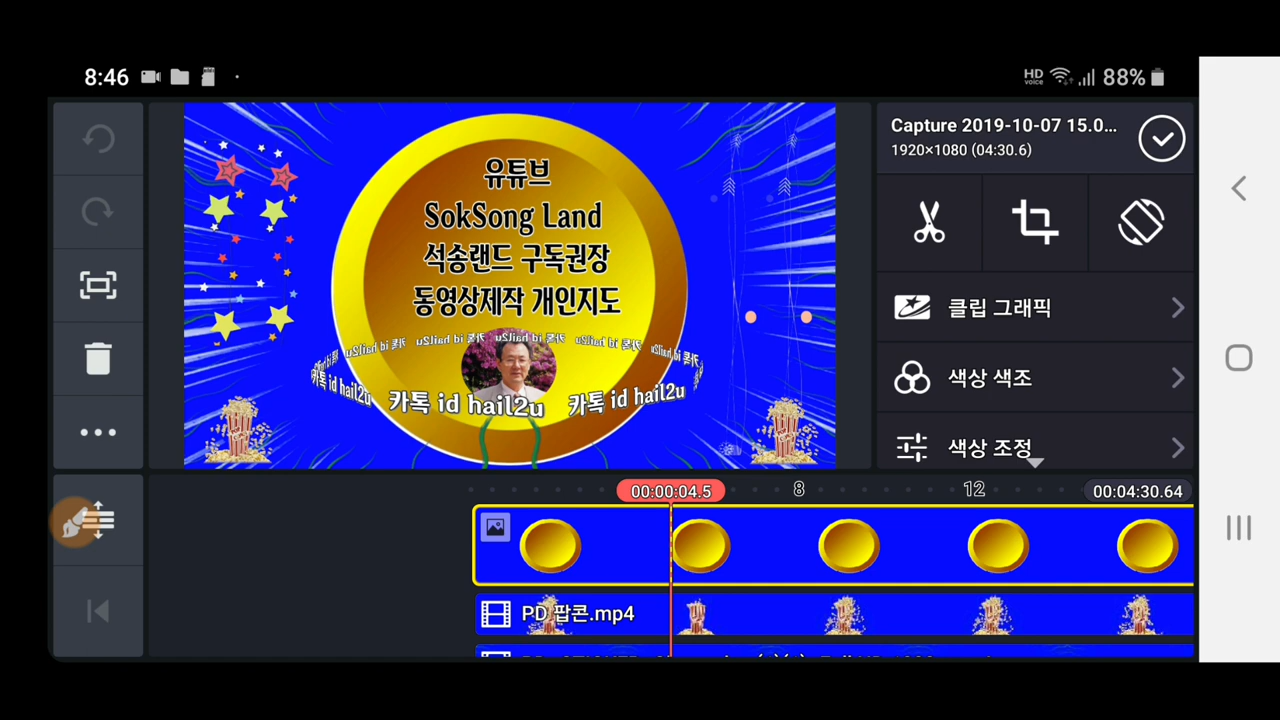 8:46
HD voice
88%
Capture 2019-10-07 15.0...
1920×1080 (04:30.6)
유튜브
SokSong Land
석송랜드 구독권장
동영상제작 개인지도
카톡 id hail2u
카톡 id hail2u
카톡 id hail2u
클립 그래픽
색상 색조
색상 조정
00:00:04.5
8
12
00:04:30.64
PD 팝콘.mp4